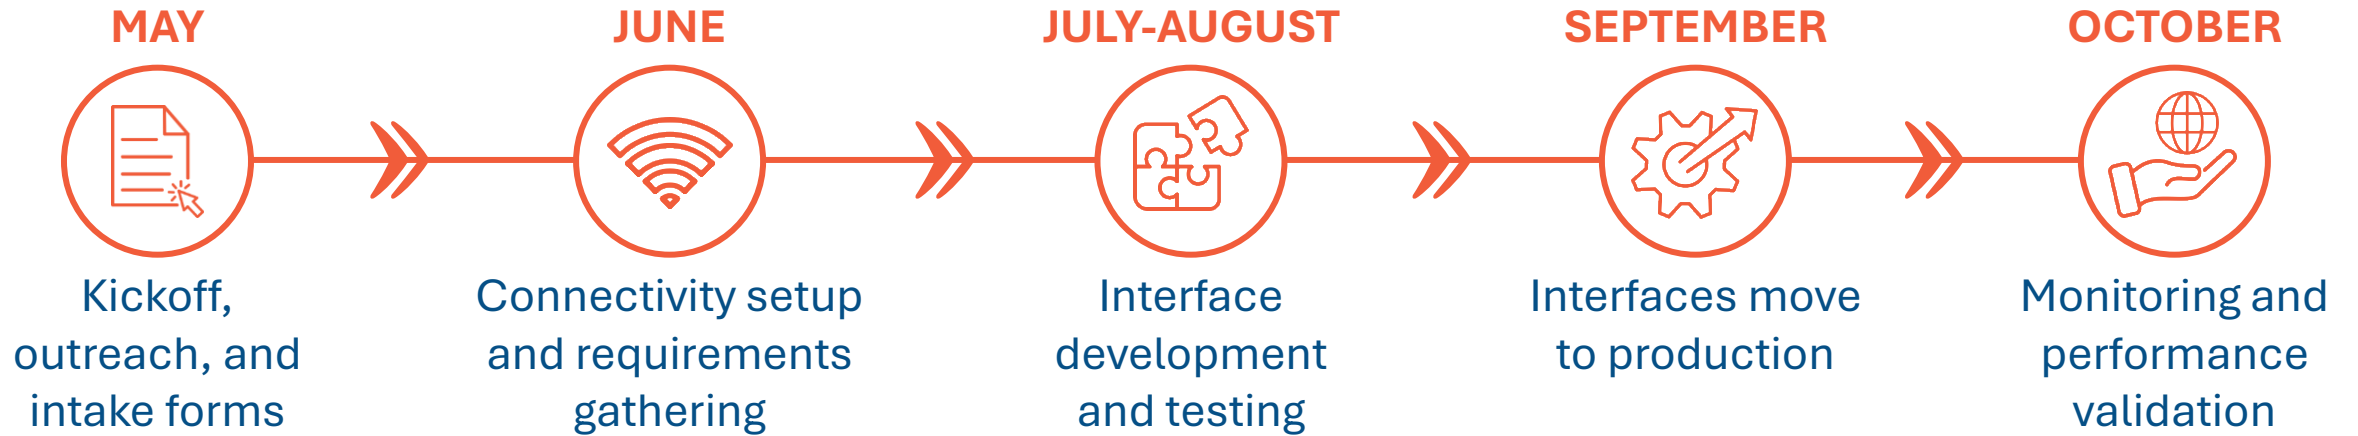 MAY
Kickoff,
outreach, and
intake forms
JUNE
Connectivity setup
and requirements
gathering
JULY-AUGUST
Interface
development
and testing
SEPTEMBER
Interfaces move
to production
OCTOBER
Monitoring and
performance
validation